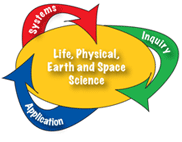 Systems
Inquiry
Life, Physical,
Earth and Space
Science
Application